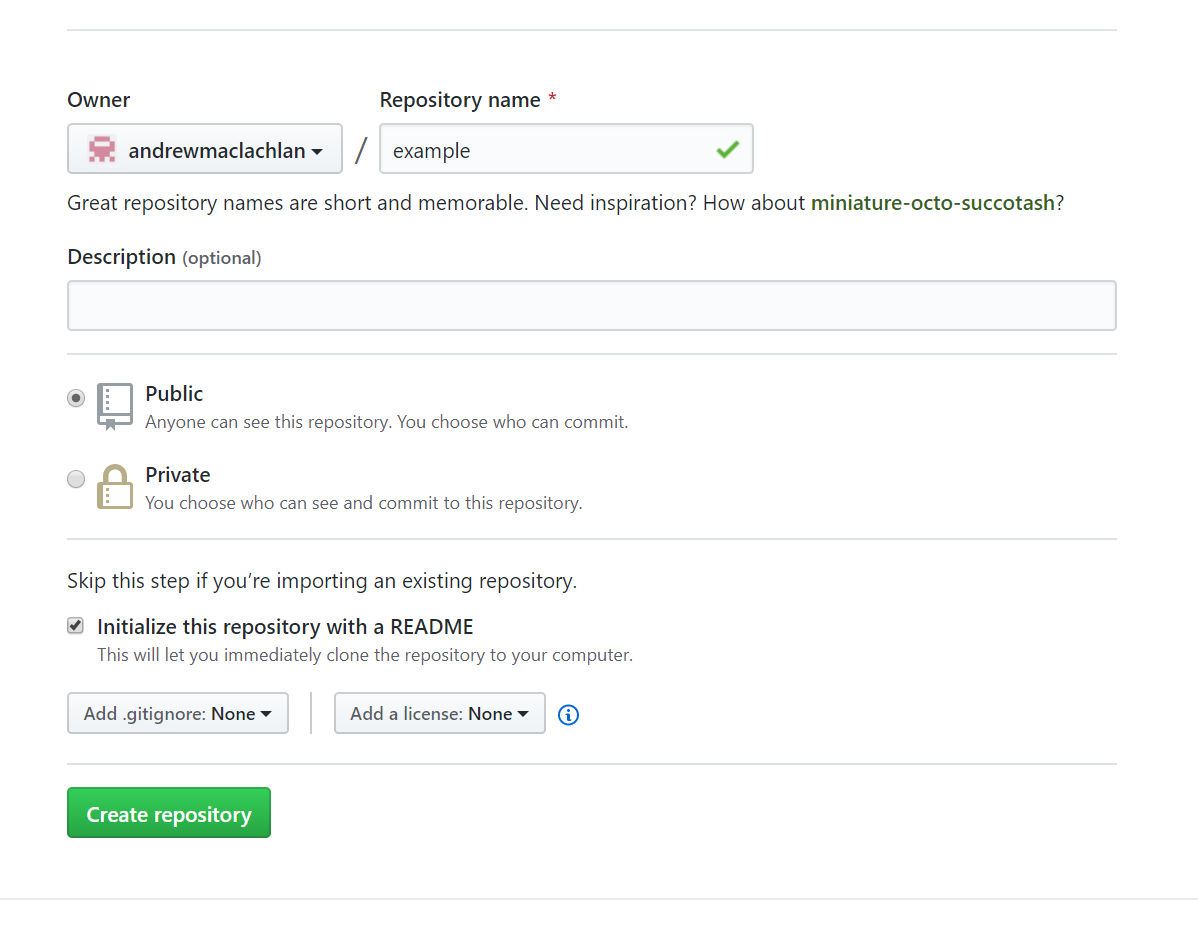 Owner
Repository name *
andrewmaclachlan / example
Great repository names are short and memorable. Need inspiration? How about miniature-octo-succotash?
Description (optional)
Public
Anyone can see this repository. You choose who can commit.
Private
You choose who can see and commit to this repository.
Skip this step if you’re importing an existing repository.
Initialize this repository with a README
This will let you immediately clone the repository to your computer.
Add .gitignore: None
Add a license: None
Create repository